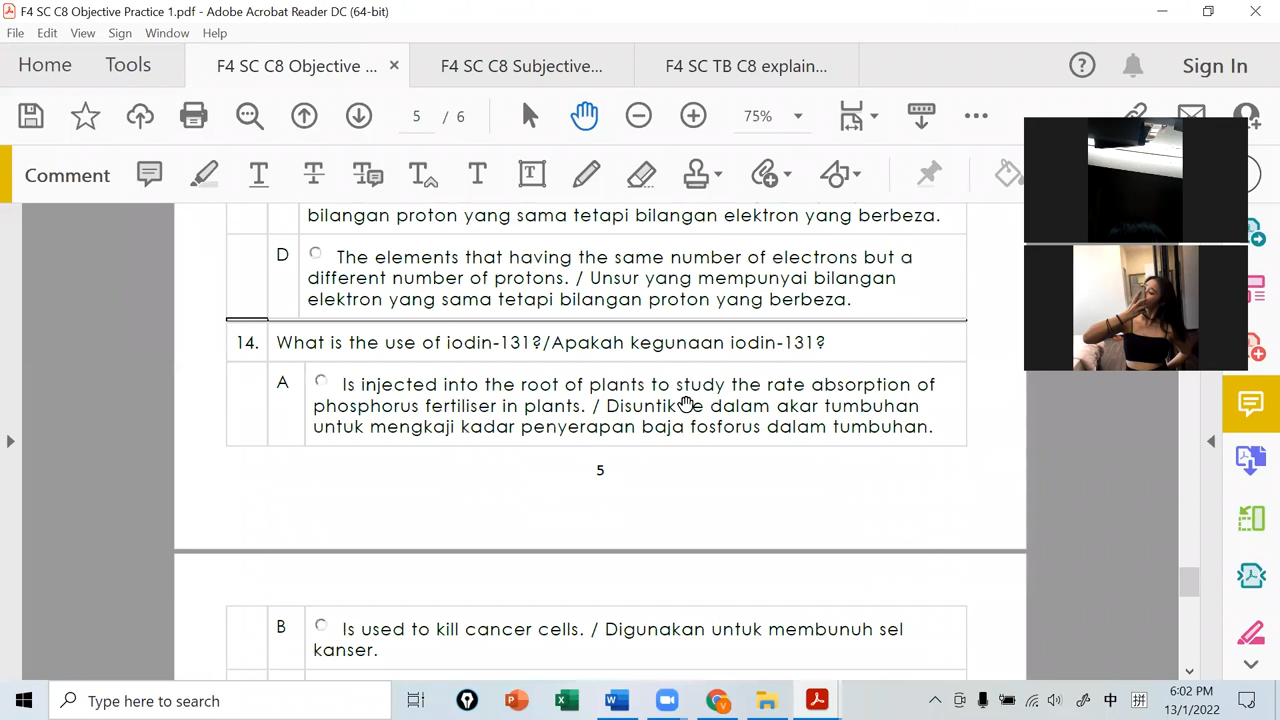 F4 SC C8 Objective Practice 1.pdf - Adobe Acrobat Reader DC (64-bit)
File Edit View Sign Window Help
Home Tools F4 SC C8 Objective ... × F4 SC C8 Subjective... F4 SC TB C8 explain... Sign In
5 / 6 75%
Comment
bilangan proton yang sama tetapi bilangan elektron yang berbeza.
D The elements that having the same number of electrons but a
different number of protons. / Unsur yang mempunyai bilangan
elektron yang sama tetapi bilangan proton yang berbeza.
14. What is the use of iodin-131?/Apakah kegunaan iodin-131?
A Is injected into the root of plants to study the rate absorption of
phosphorus fertiliser in plants. / Disuntik ke dalam akar tumbuhan
untuk mengkaji kadar penyerapan baja fosforus dalam tumbuhan.
5
B Is used to kill cancer cells. / Digunakan untuk membunuh sel
kanser.
Type here to search
中 拼 6:02 PM
13/1/2022